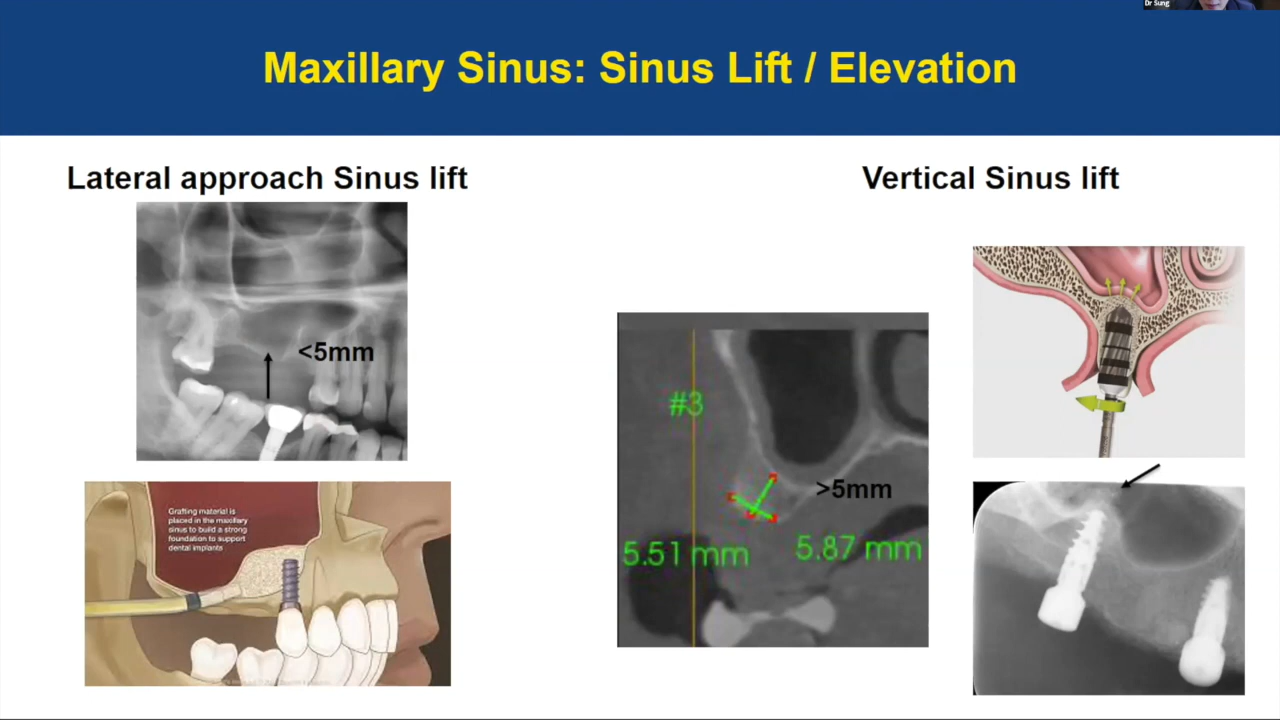 Dr Sung
Maxillary Sinus: Sinus Lift / Elevation
Lateral approach Sinus lift
<5mm
Grafting material is
placed in the maxillary
sinus to build a strong
foundation to support
dental implants
Vertical Sinus lift
#3
>5mm
5.51 mm
5.87 mm